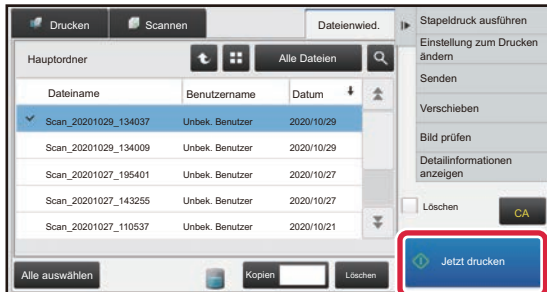 Drucken
Scannen
Dateienwied.
Stapeldruck ausführen
Einstellung zum Drucken
ändern
Senden
Verschieben
Bild prüfen
Detailinformationen
anzeigen
Hauptordner
Alle Dateien
Dateiname Benutzername Datum
Scan_20201029_134037 Unbek. Benutzer 2020/10/29
Scan_20201029_134009 Unbek. Benutzer 2020/10/29
Scan_20201027_195401 Unbek. Benutzer 2020/10/27
Scan_20201027_143255 Unbek. Benutzer 2020/10/27
Scan_20201027_110537 Unbek. Benutzer 2020/10/21
Löschen
CA
Alle auswählen
Kopien
Löschen
Jetzt drucken